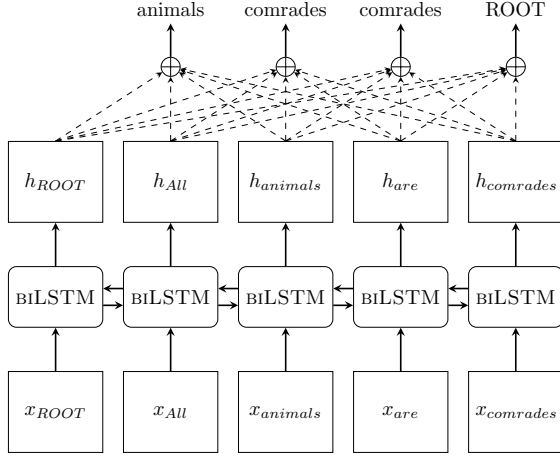 animals comrades comrades ROOT
h_ROOT h_All h_animals h_are h_comrades
BILSTM BILSTM BILSTM BILSTM BILSTM
x_ROOT x_All x_animals x_are x_comrades